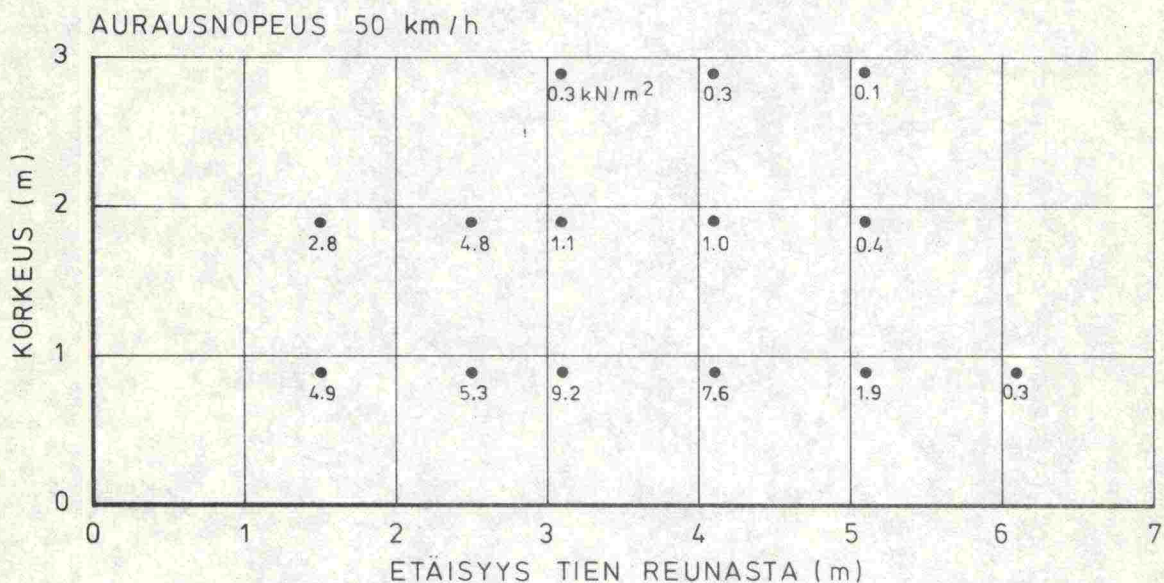 AURAUSNOPEUS 50 km/h
3
0.3 kN/m² 0.3 0.1
KORKEUS (m)
2
2.8 4.8 1.1 1.0 0.4
1
4.9 5.3 9.2 7.6 1.9 0.3
0
0 1 2 3 4 5 6 7
ETÄISYYS TIEN REUNASTA (m)